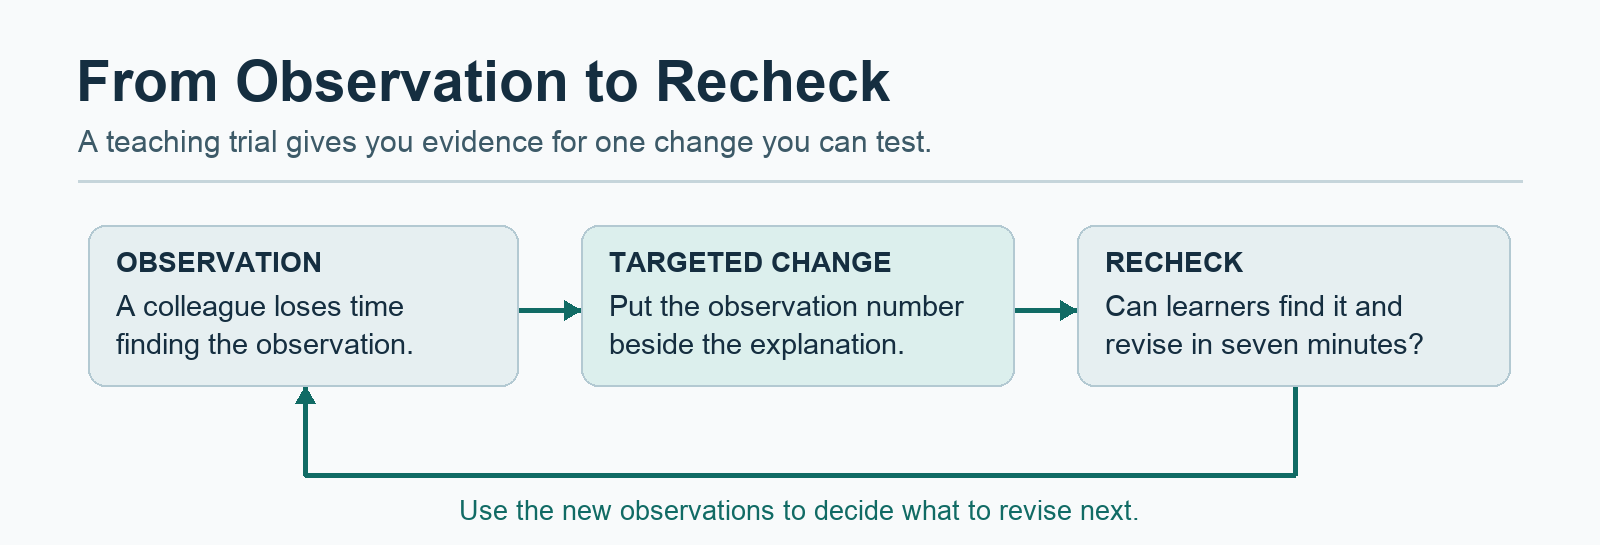 From Observation to Recheck
A teaching trial gives you evidence for one change you can test.
OBSERVATION
A colleague loses time
finding the observation.
TARGETED CHANGE
Put the observation number
beside the explanation.
RECHECK
Can learners find it and
revise in seven minutes?
Use the new observations to decide what to revise next.